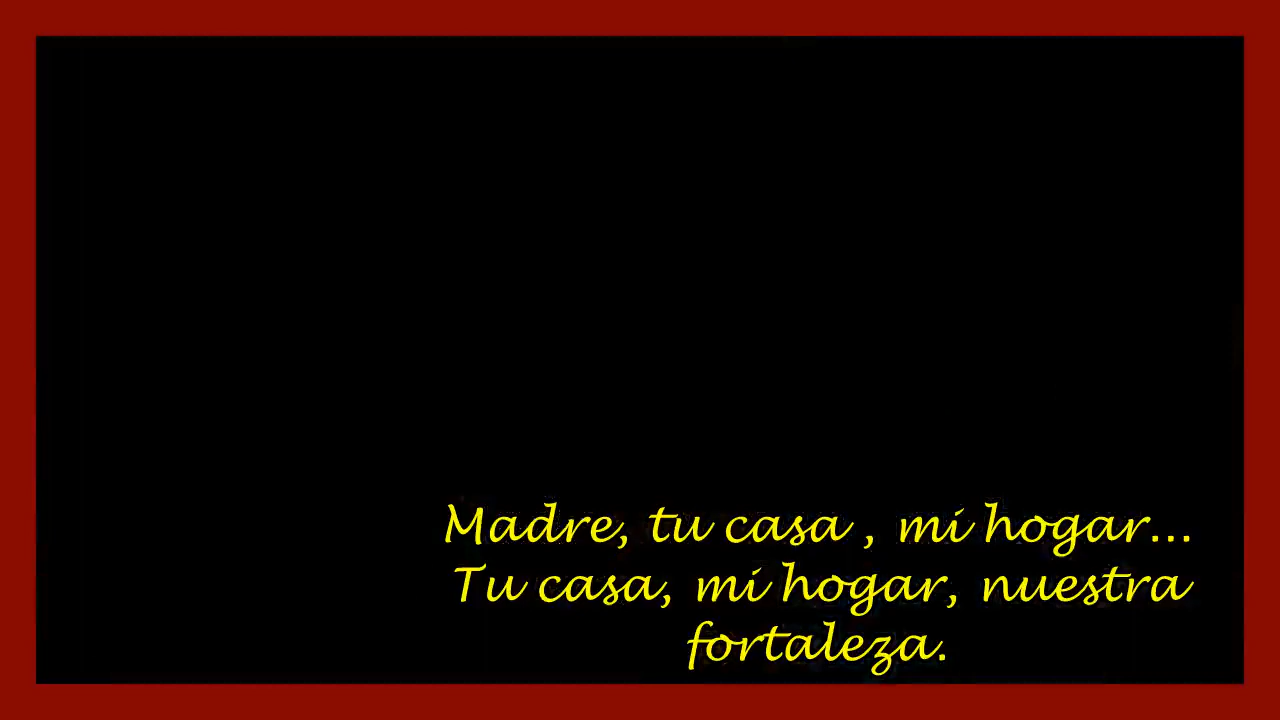 Madre, tu casa , mi hogar...
Tu casa, mi hogar, nuestra
fortaleza.